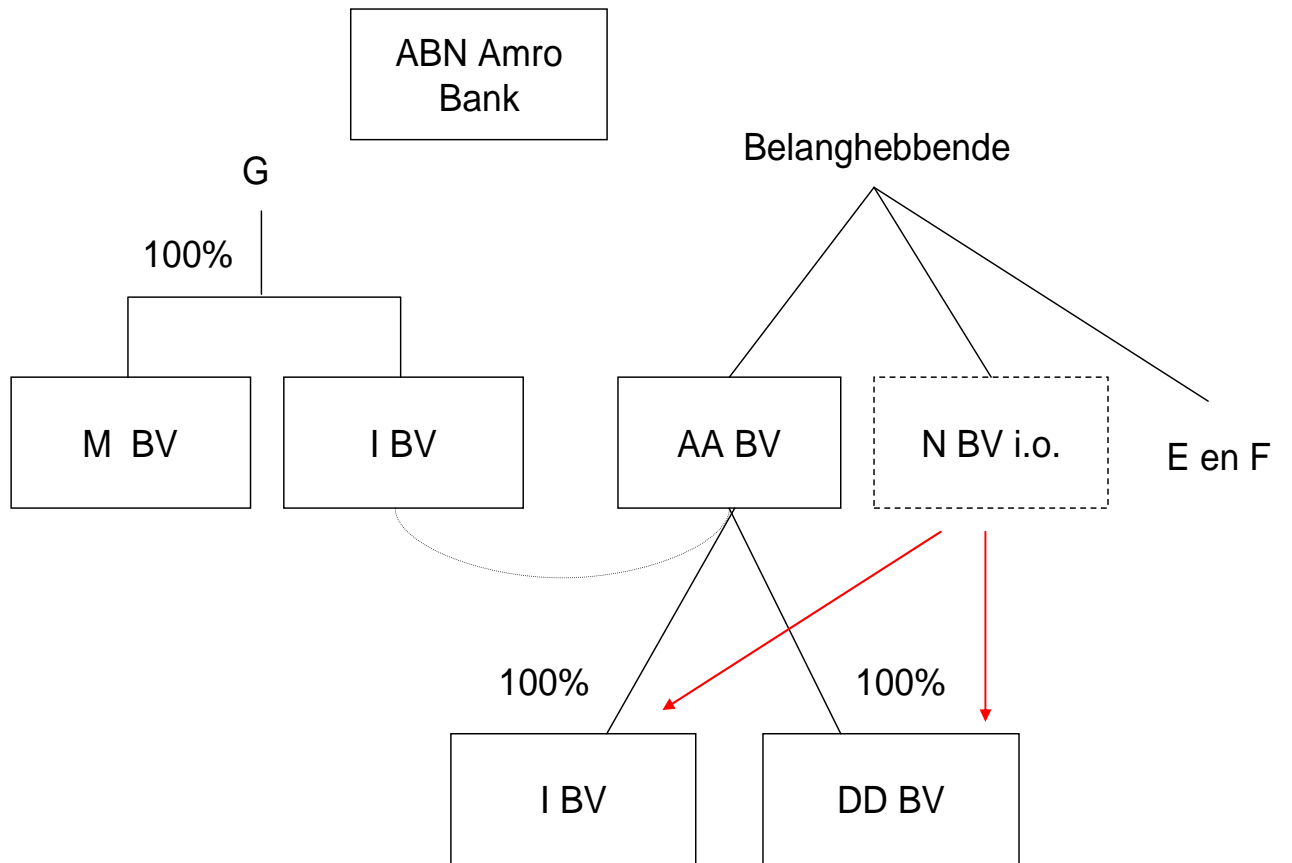 ABN Amro
Bank
Belanghebbende
G
100%
M BV
I BV
AA BV
N BV i.o.
E en F
100%
100%
I BV
DD BV